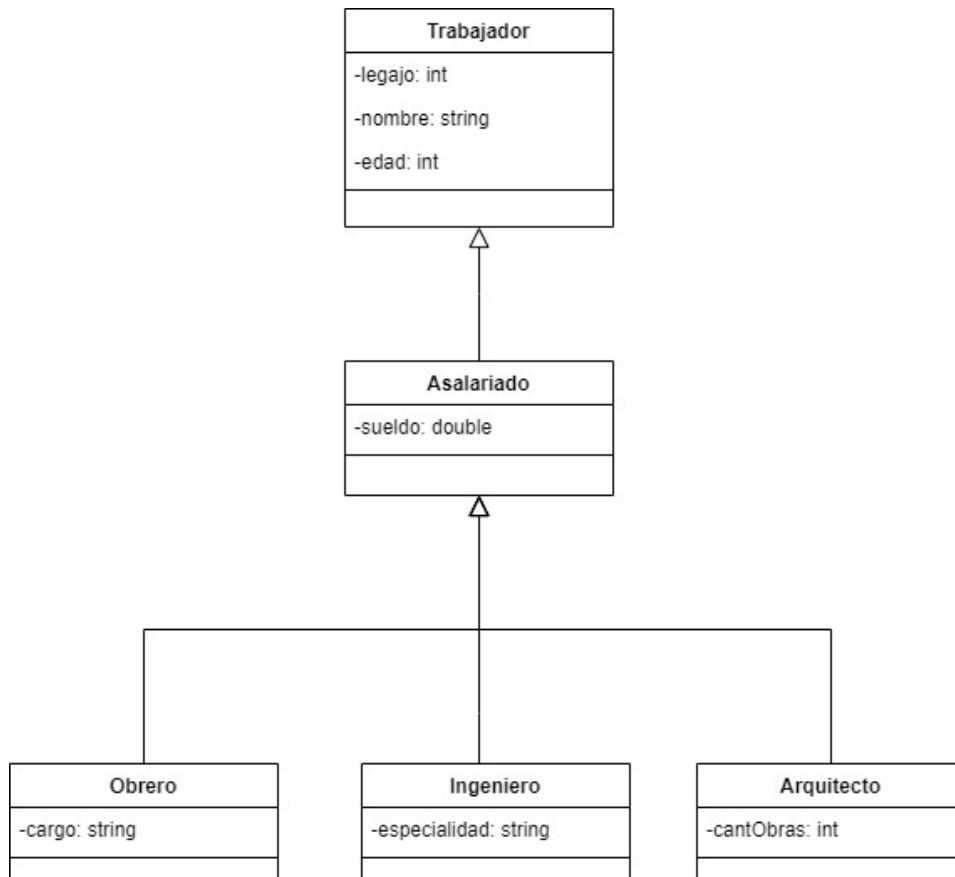 Trabajador
-legajo: int
-nombre: string
-edad: int
Asalariado
-sueldo: double
Obrero
-cargo: string
Ingeniero
-especialidad: string
Arquitecto
-cantObras: int